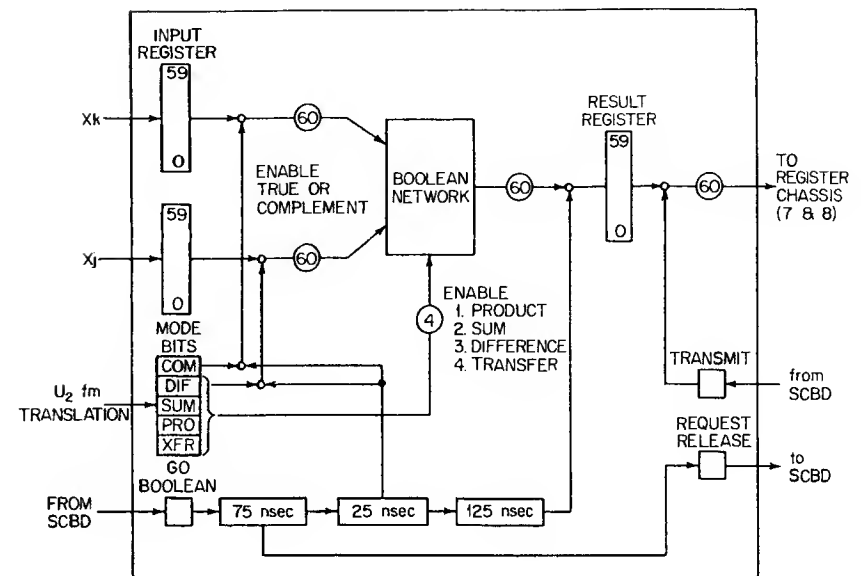 INPUT
REGISTER
59
0
Xk
60
ENABLE
TRUE OR
COMPLEMENT
BOOLEAN
NETWORK
60
RESULT
REGISTER
59
0
60
TO
REGISTER
CHASSIS
(7 & 8)
59
0
Xj
60
4
ENABLE
1. PRODUCT
2. SUM
3. DIFFERENCE
4. TRANSFER
MODE
BITS
COM
DIF
SUM
PRO
XFR
U2 fm
TRANSLATION
TRANSMIT
from
SCBD
REQUEST
RELEASE
to
SCBD
GO
BOOLEAN
FROM
SCBD
75 nsec
25 nsec
125 nsec